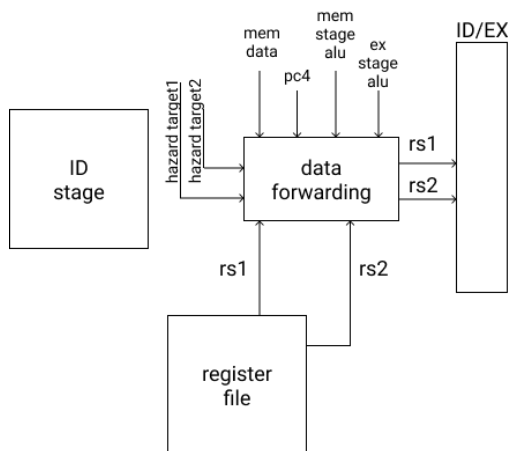 mem
data
pc4
mem
stage
alu
ex
stage
alu
ID/EX
hazard target1
hazard target2
ID
stage
data
forwarding
rs1
rs2
rs1
rs2
register
file